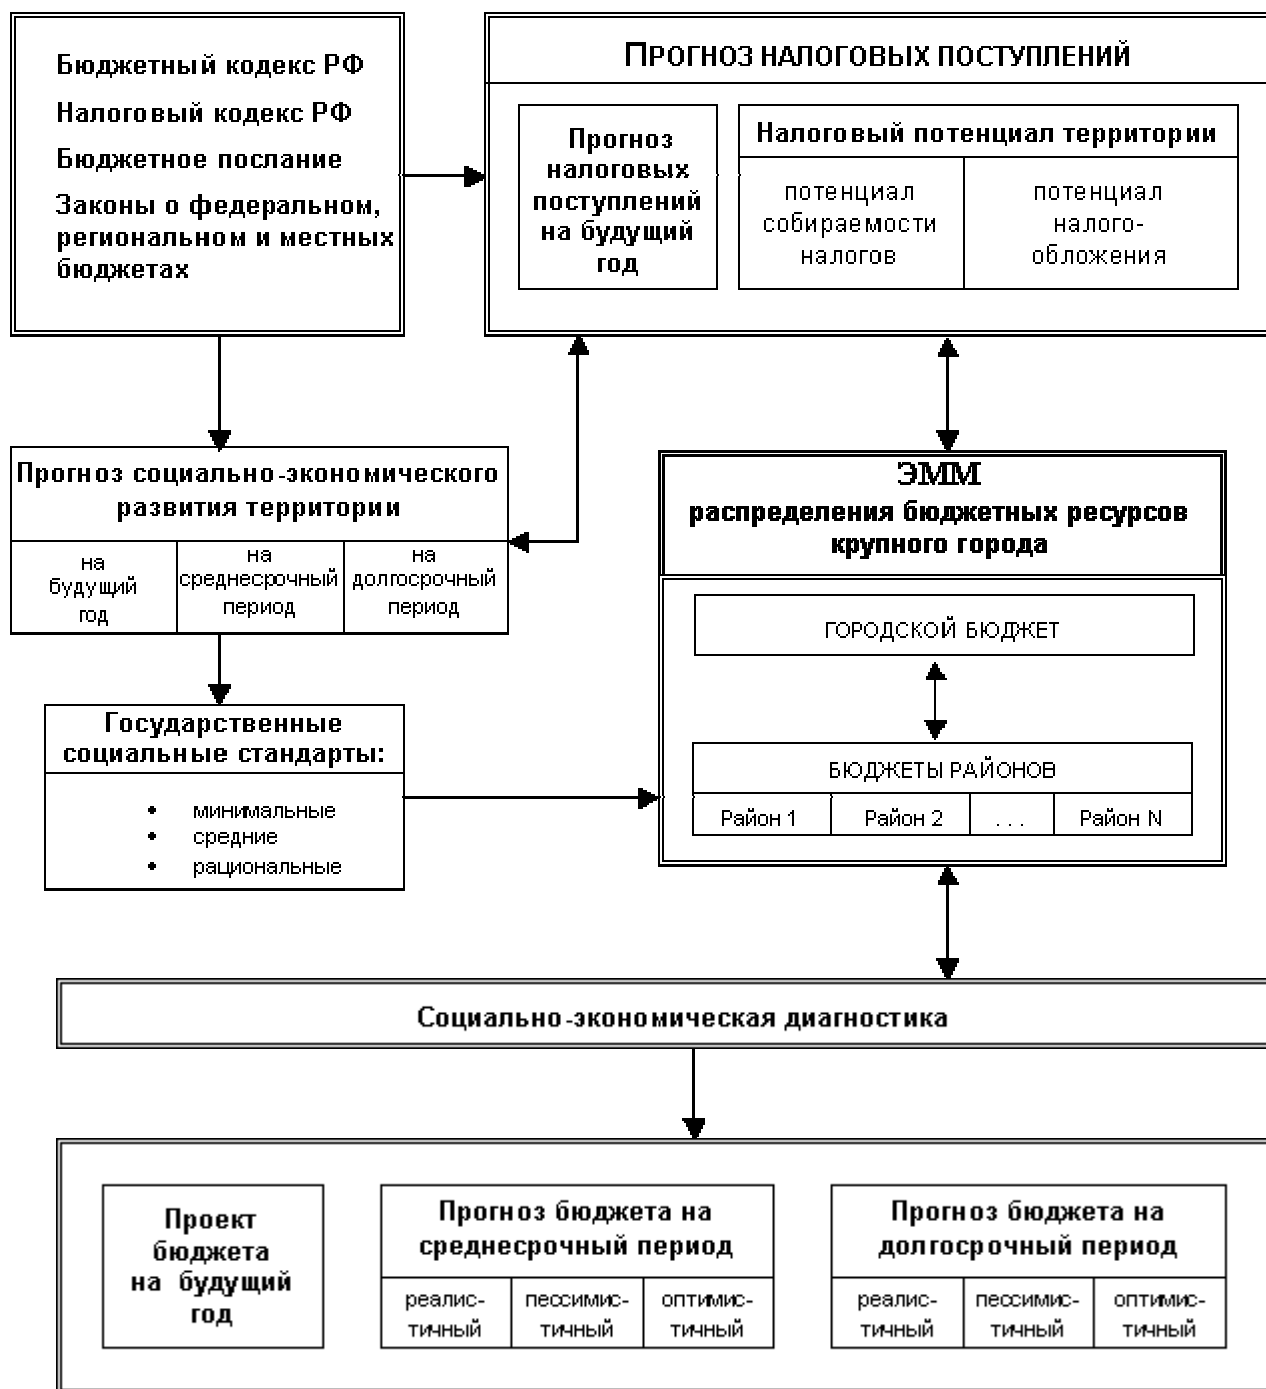 Бюджетный кодекс РФ
Налоговый кодекс РФ
Бюджетное послание
Законы о федеральном,
региональном и местных
бюджетах
ПРОГНОЗ НАЛОГОВЫХ ПОСТУПЛЕНИЙ
Прогноз
налоговых
поступлений
на будущий
год
Налоговый потенциал территории
потенциал
собираемости
налогов
потенциал
налого-
обложения
Прогноз социально-экономического
развития территории
на
будущий
год
на
среднесрочный
период
на
долгосрочный
период
ЭММ
распределения бюджетных ресурсов
крупного города
ГОРОДСКОЙ БЮДЖЕТ
БЮДЖЕТЫ РАЙОНОВ
Район 1
Район 2
. . .
Район N
Государственные
социальные стандарты:
• минимальные
• средние
• рациональные
Социально-экономическая диагностика
Проект
бюджета
на будущий
год
Прогноз бюджета на
среднесрочный период
реалис-
тичный
пессимис-
тичный
оптимис-
тичный
Прогноз бюджета на
долгосрочный период
реалис-
тичный
пессимис-
тичный
оптимис-
тичный